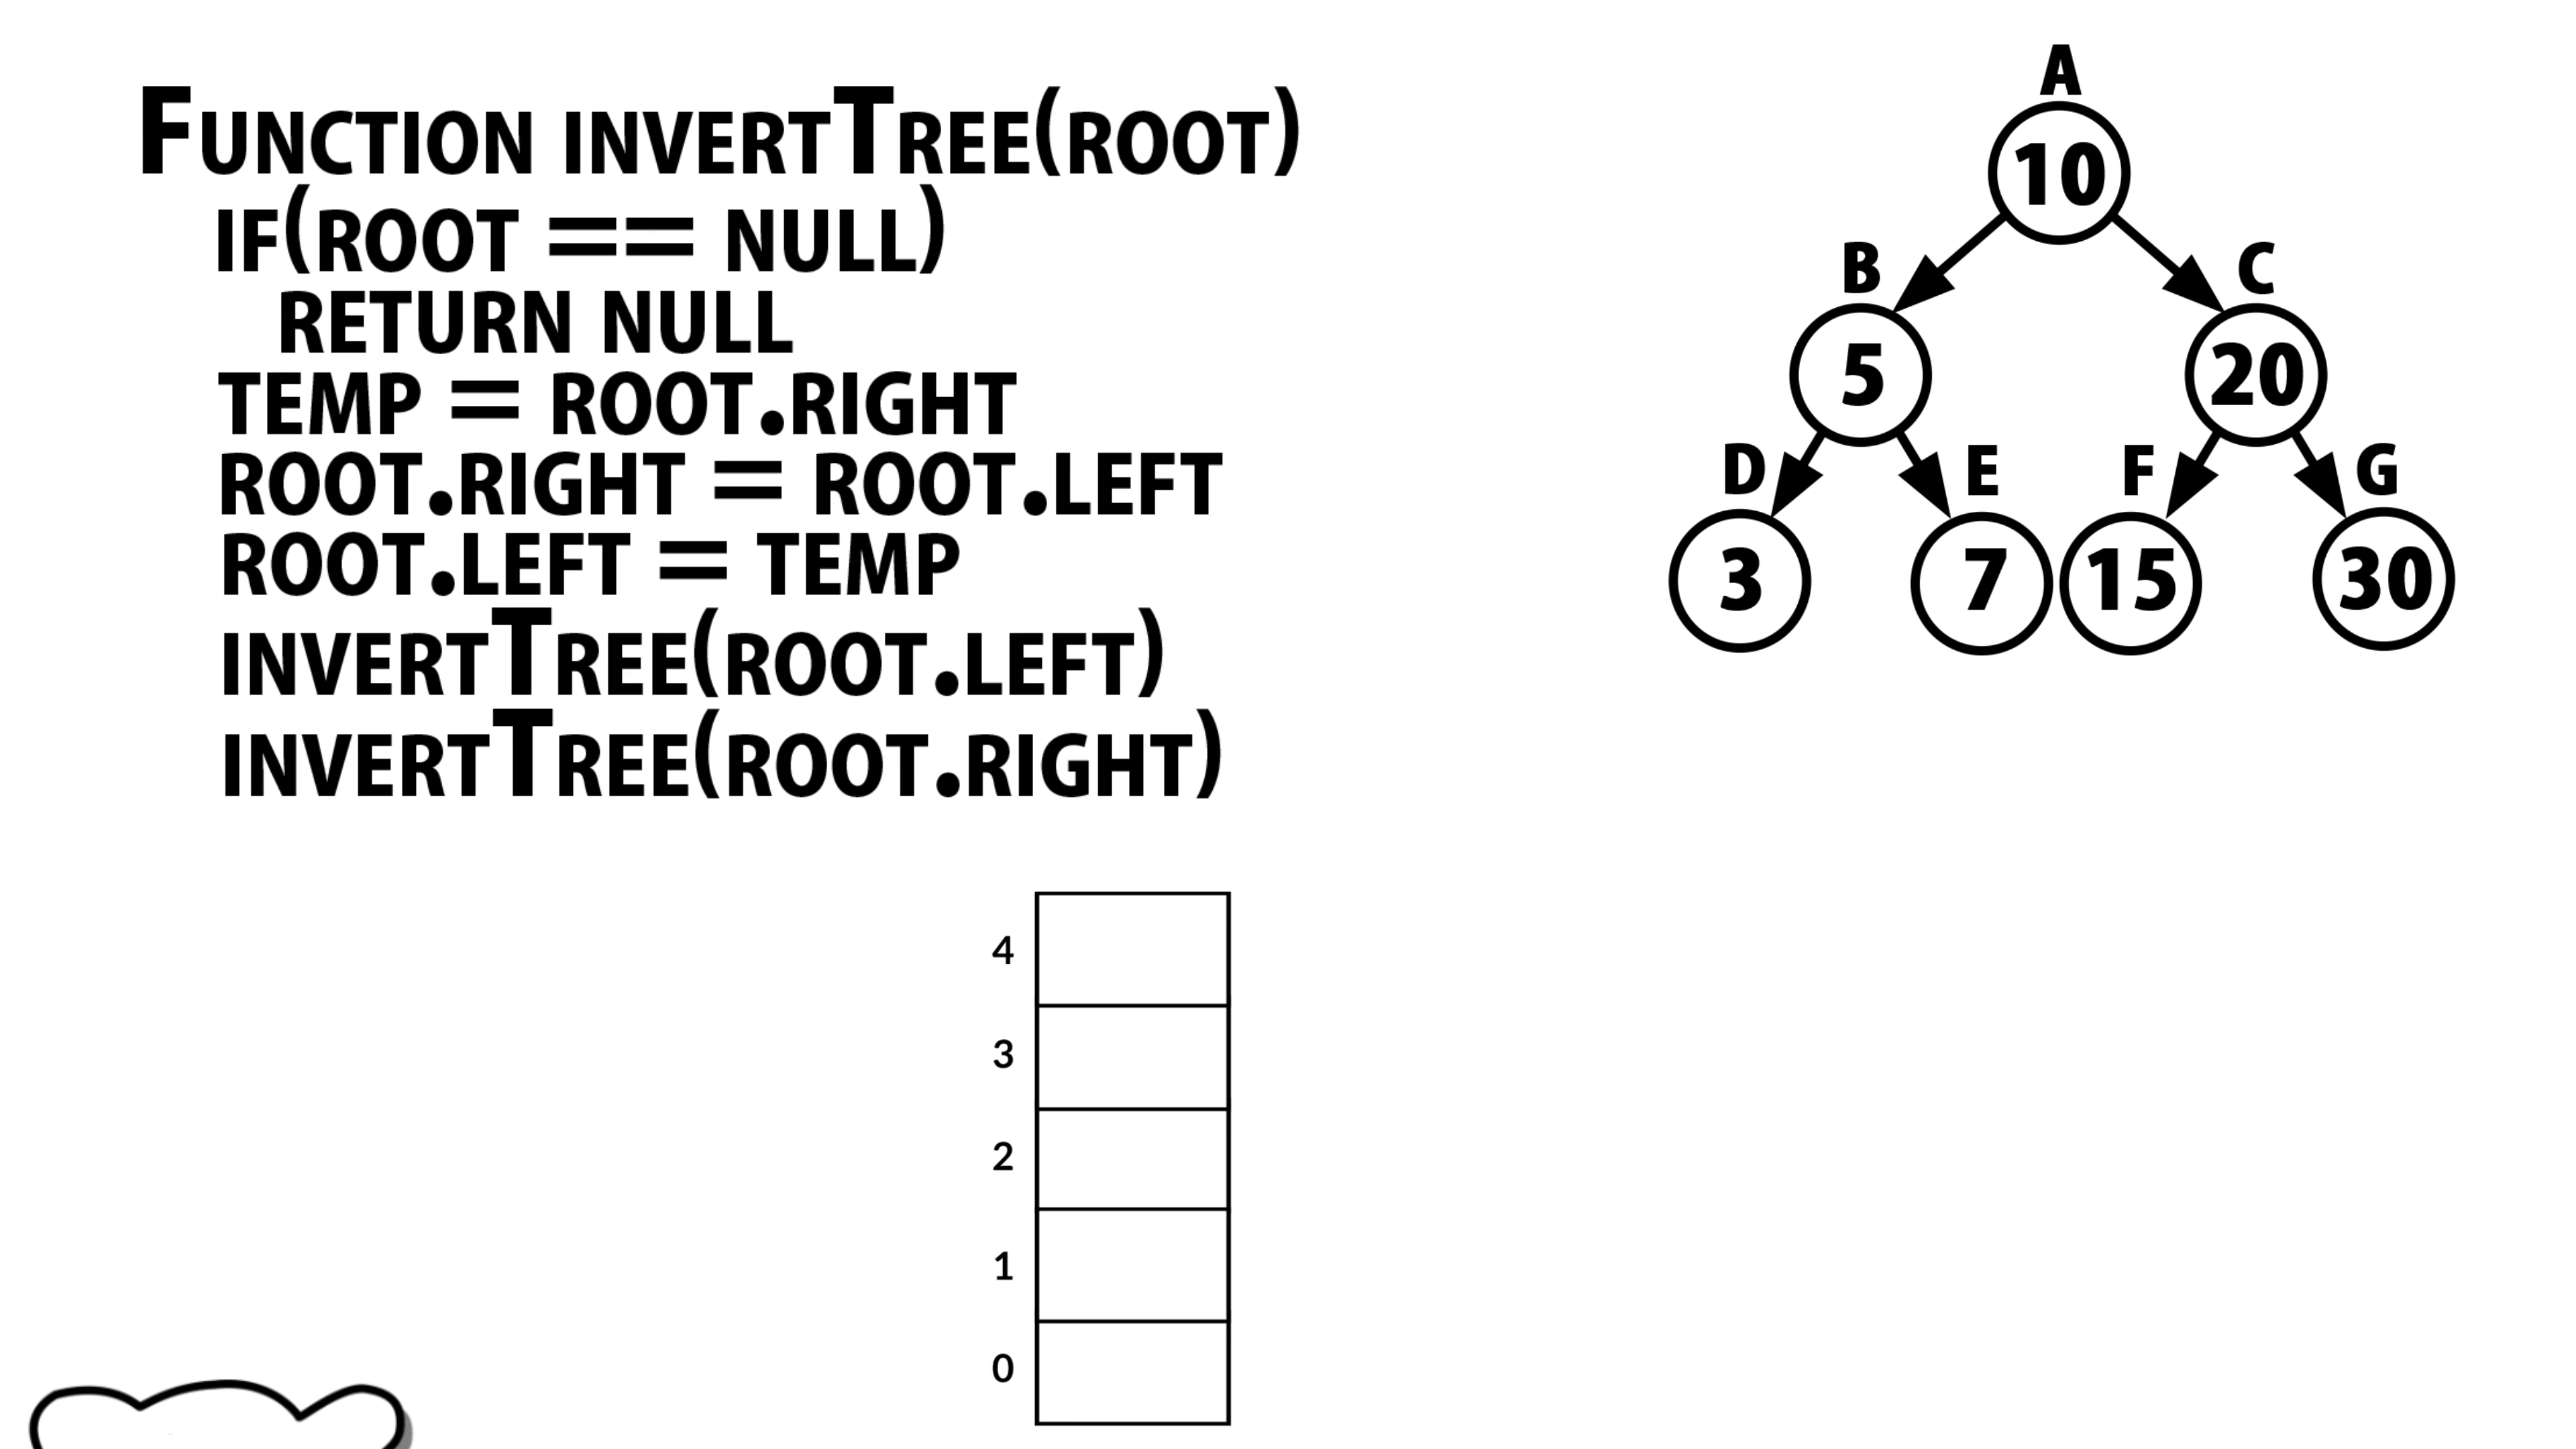 Function invertTree(root)
if(root == null)
return null
temp = root.right
root.right = root.left
root.left = temp
invertTree(root.left)
invertTree(root.right)
A
10
B C
5 20
D E F G
3 7 15 30
4
3
2
1
0